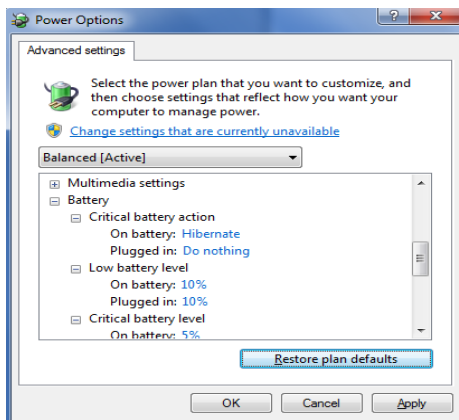 Power Options
Advanced settings
Select the power plan that you want to customize, and
then choose settings that reflect how you want your
computer to manage power.
Change settings that are currently unavailable
Balanced [Active]
Multimedia settings
Battery
Critical battery action
On battery: Hibernate
Plugged in: Do nothing
Low battery level
On battery: 10%
Plugged in: 10%
Critical battery level
On battery: 5%
Restore plan defaults
OK Cancel Apply